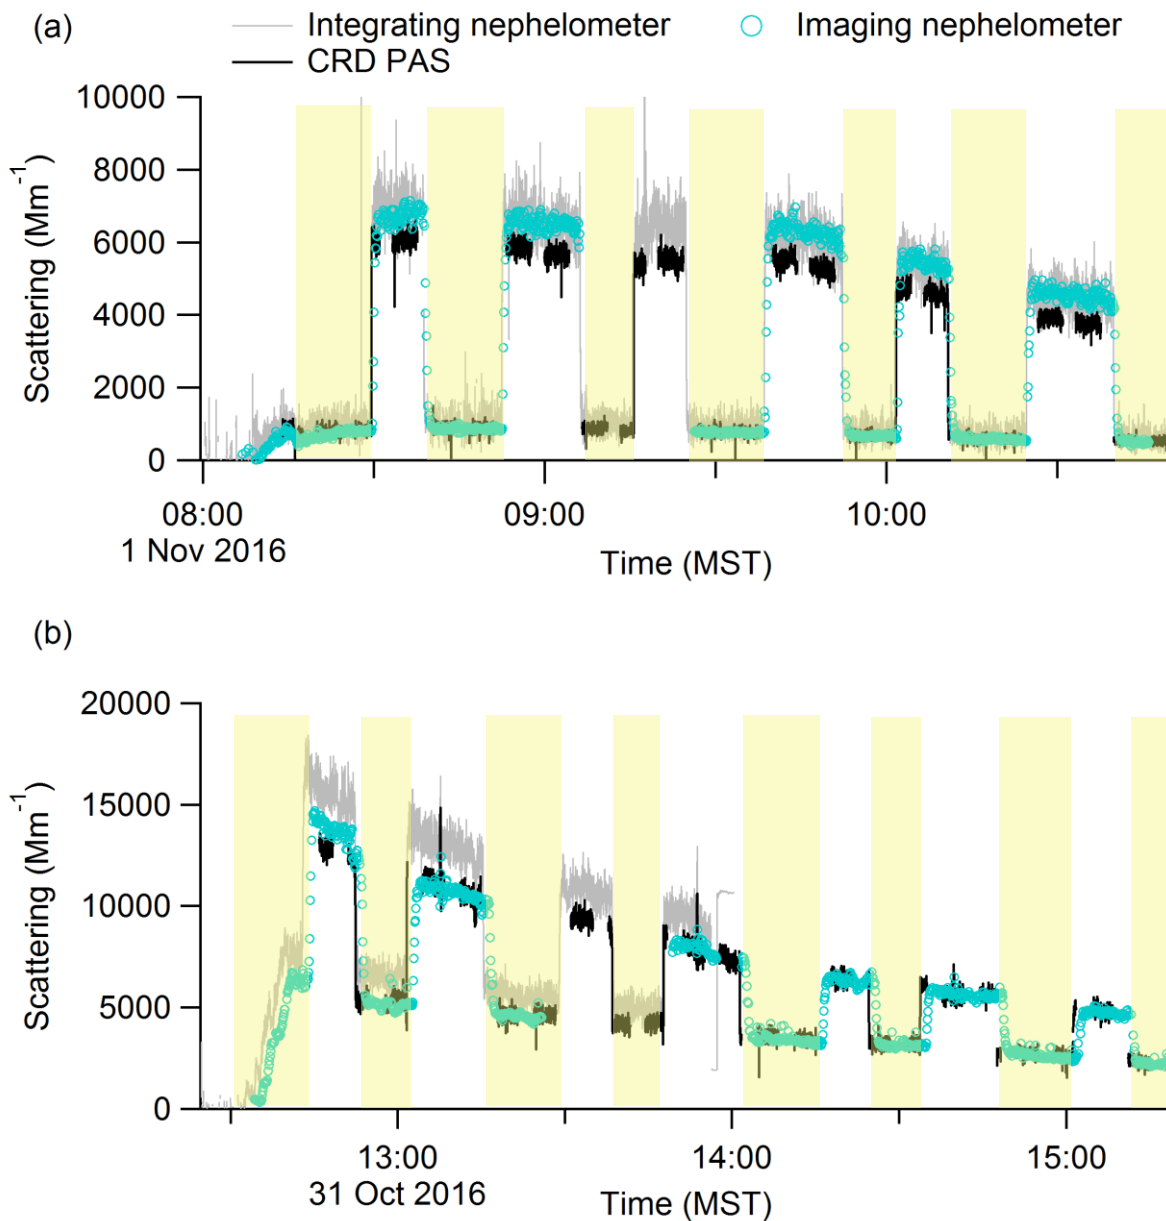 (a)
Integrating nephelometer Imaging nephelometer
CRD PAS
10000
8000
6000
4000
2000
0
Scattering (Mm⁻¹)
08:00 09:00 10:00
1 Nov 2016
Time (MST)
(b)
20000
15000
10000
5000
0
Scattering (Mm⁻¹)
13:00 14:00 15:00
31 Oct 2016
Time (MST)